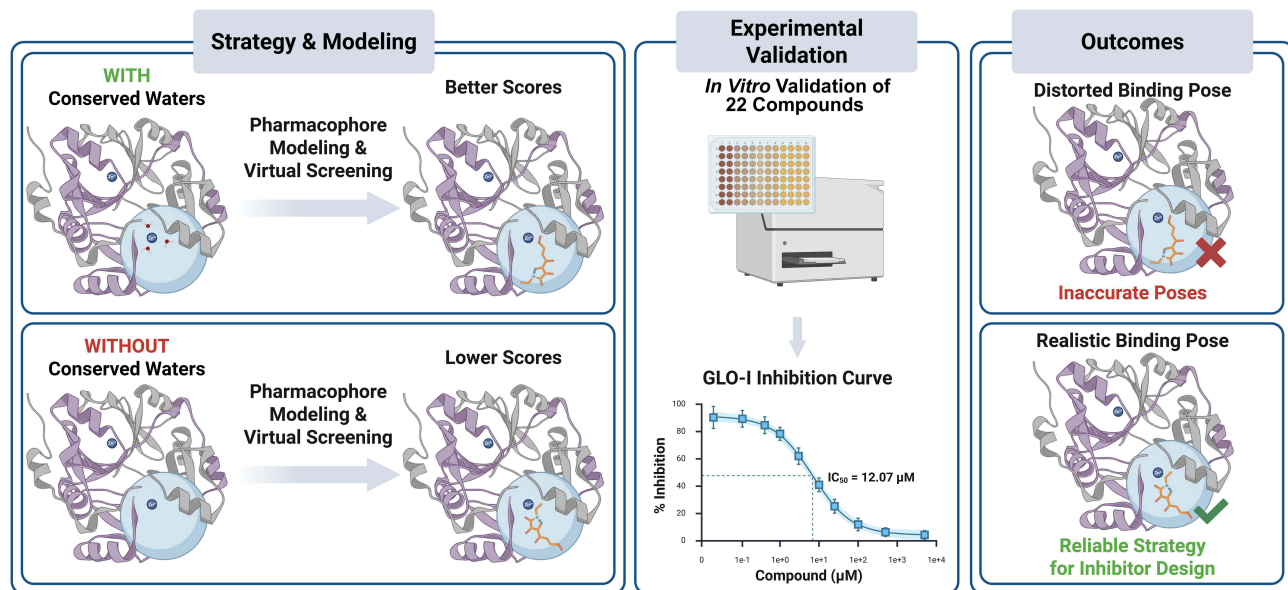 Strategy & Modeling
WITH
Conserved Waters
Pharmacophore
Modeling &
Virtual Screening
Better Scores
WITHOUT
Conserved Waters
Pharmacophore
Modeling &
Virtual Screening
Lower Scores
Experimental
Validation
In Vitro Validation of
22 Compounds
GLO-I Inhibition Curve
% Inhibition
100
80
60
40
20
0
IC₅₀ = 12.07 µM
0 1e-1 1e+0 1e+1 1e+2 1e+3 1e+4
Compound (µM)
Outcomes
Distorted Binding Pose
Inaccurate Poses
Realistic Binding Pose
Reliable Strategy
for Inhibitor Design